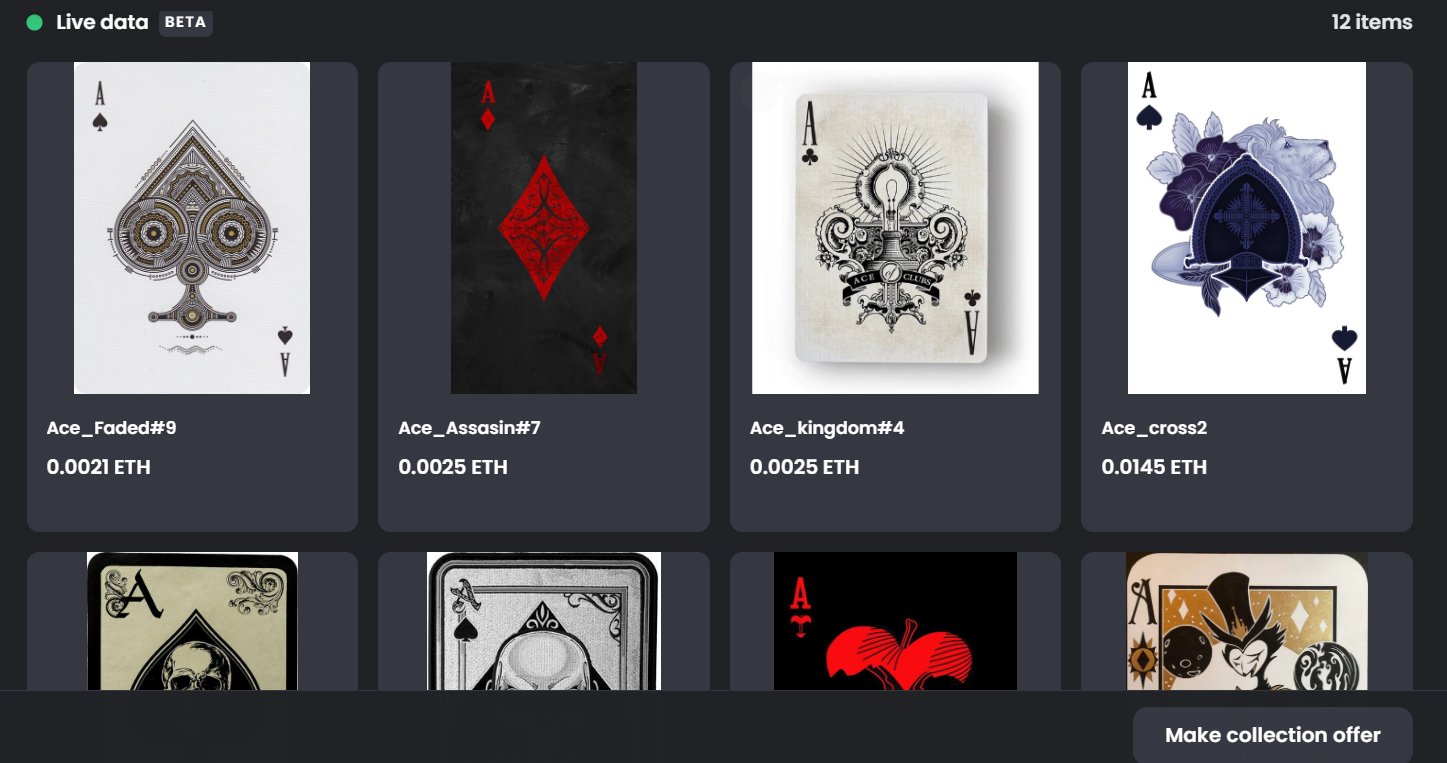 Live data BETA 12 items
A
A
A
A
A
A
A
A
ACE CLUBS
Ace_Faded#9
Ace_Assasin#7
Ace_kingdom#4
Ace_cross2
0.0021 ETH
0.0025 ETH
0.0025 ETH
0.0145 ETH
A
A
A
A
Make collection offer